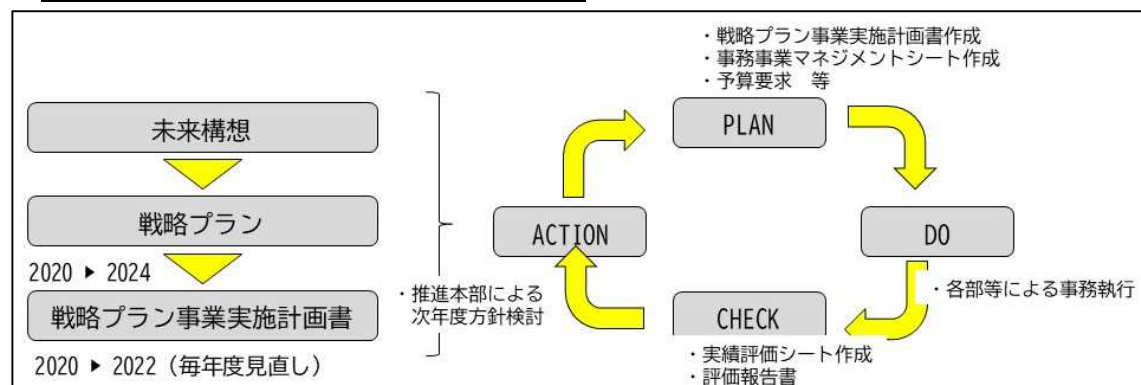 ・戦略プラン事業実施計画書作成
・事務事業マネジメントシート作成
・予算要求　等
未来構想
PLAN
戦略プラン
ACTION
DO
2020 ▶ 2024
戦略プラン事業実施計画書
・推進本部による
次年度方針検討
CHECK
・各部等による事務執行
2020 ▶ 2022（毎年度見直し）
・実績評価シート作成
・評価報告書